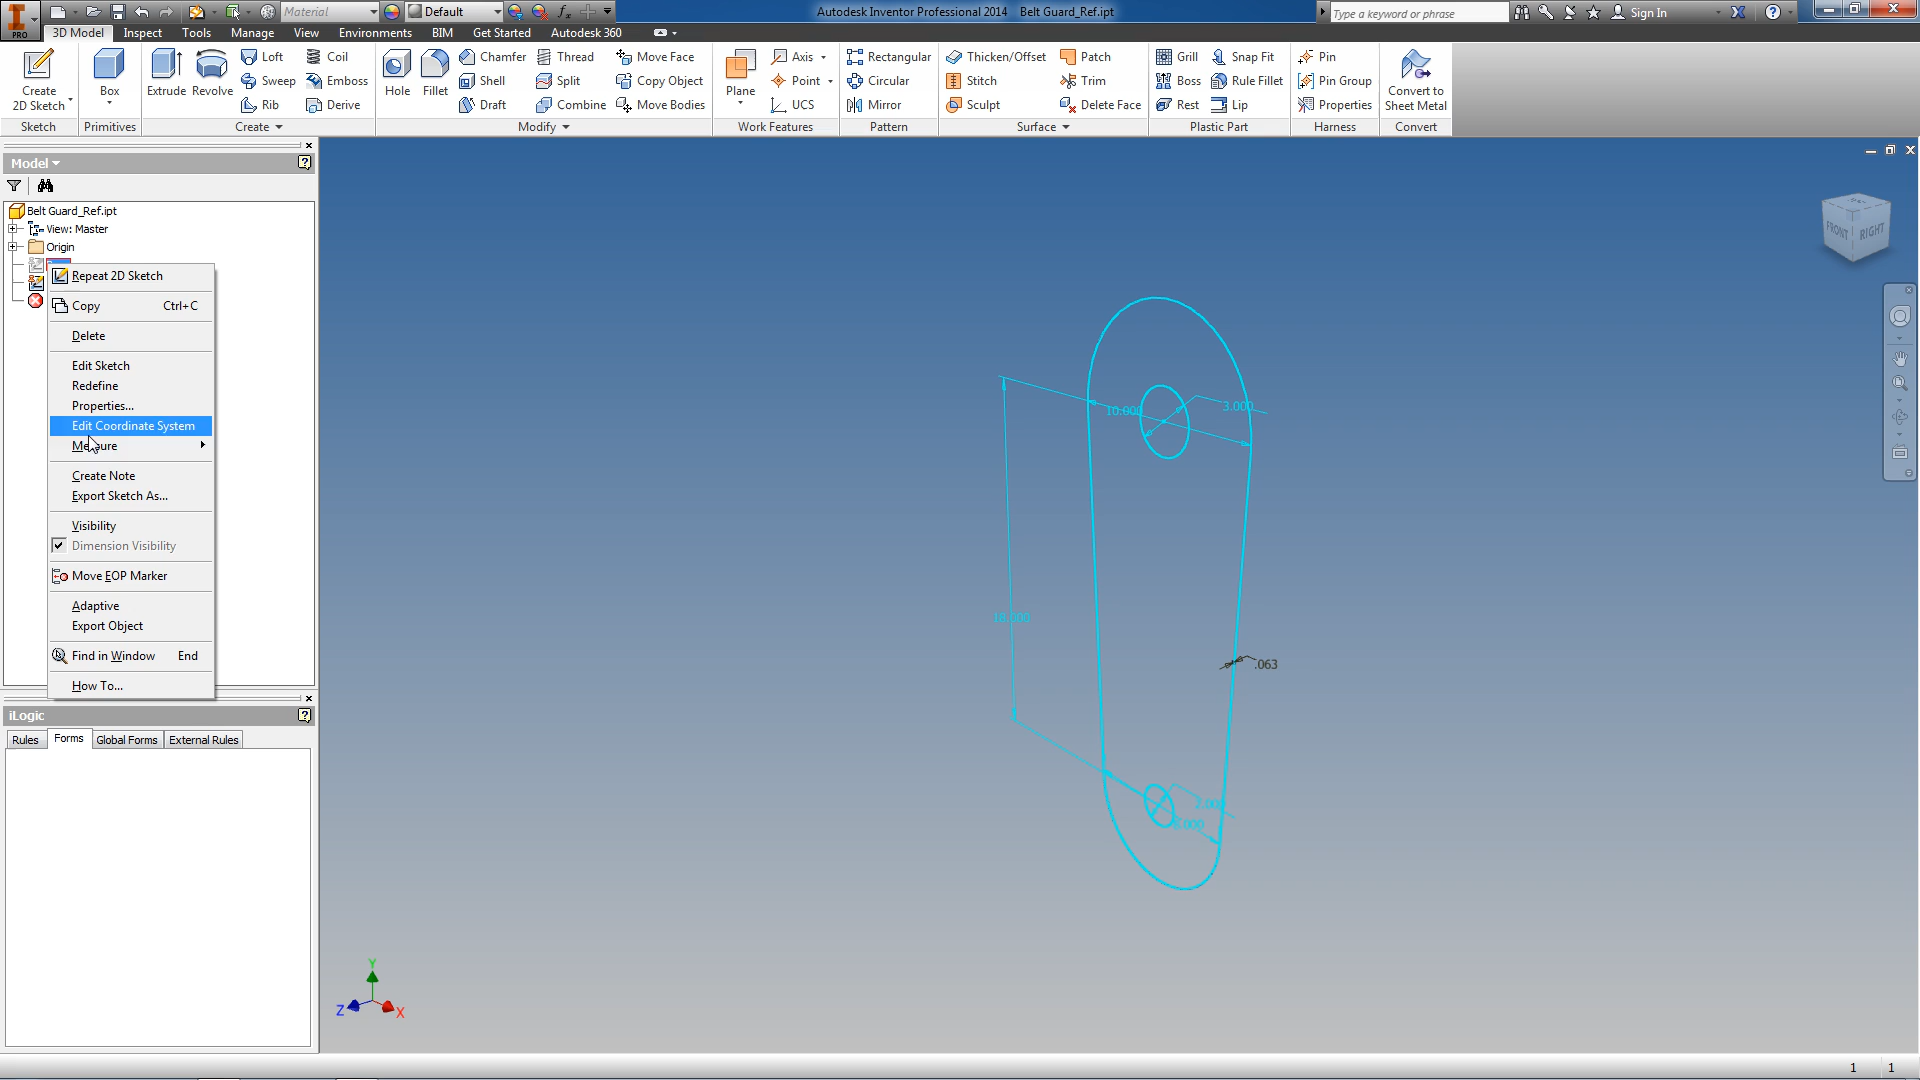 PRO
Material
Default
Autodesk Inventor Professional 2014 Belt Guard_Ref.ipt
Type a keyword or phrase
Sign In
3D Model Inspect Tools Manage View Environments BIM Get Started Autodesk 360
Create
2D Sketch
Box
Extrude
Revolve
Loft
Sweep
Rib
Coil
Emboss
Derive
Hole
Fillet
Chamfer
Shell
Draft
Thread
Split
Combine
Move Face
Copy Object
Move Bodies
Plane
Axis
Point
UCS
Rectangular
Circular
Mirror
Thicken/Offset
Stitch
Sculpt
Patch
Trim
Delete Face
Grill
Boss
Rest
Snap Fit
Rule Fillet
Lip
Pin
Pin Group
Properties
Convert to
Sheet Metal
Sketch Primitives Create Modify Work Features Pattern Surface Plastic Part Harness Convert
Model
Belt Guard_Ref.ipt
View: Master
Origin
Repeat 2D Sketch
Copy Ctrl+C
Delete
Edit Sketch
Redefine
Properties...
Edit Coordinate System
Measure
Create Note
Export Sketch As...
Visibility
Dimension Visibility
Move EOP Marker
Adaptive
Export Object
Find in Window End
How To...
iLogic
Rules Forms Global Forms External Rules
FRONT RIGHT
10.000
3.000
18.000
.063
2.000
Y
Z
X
1 1